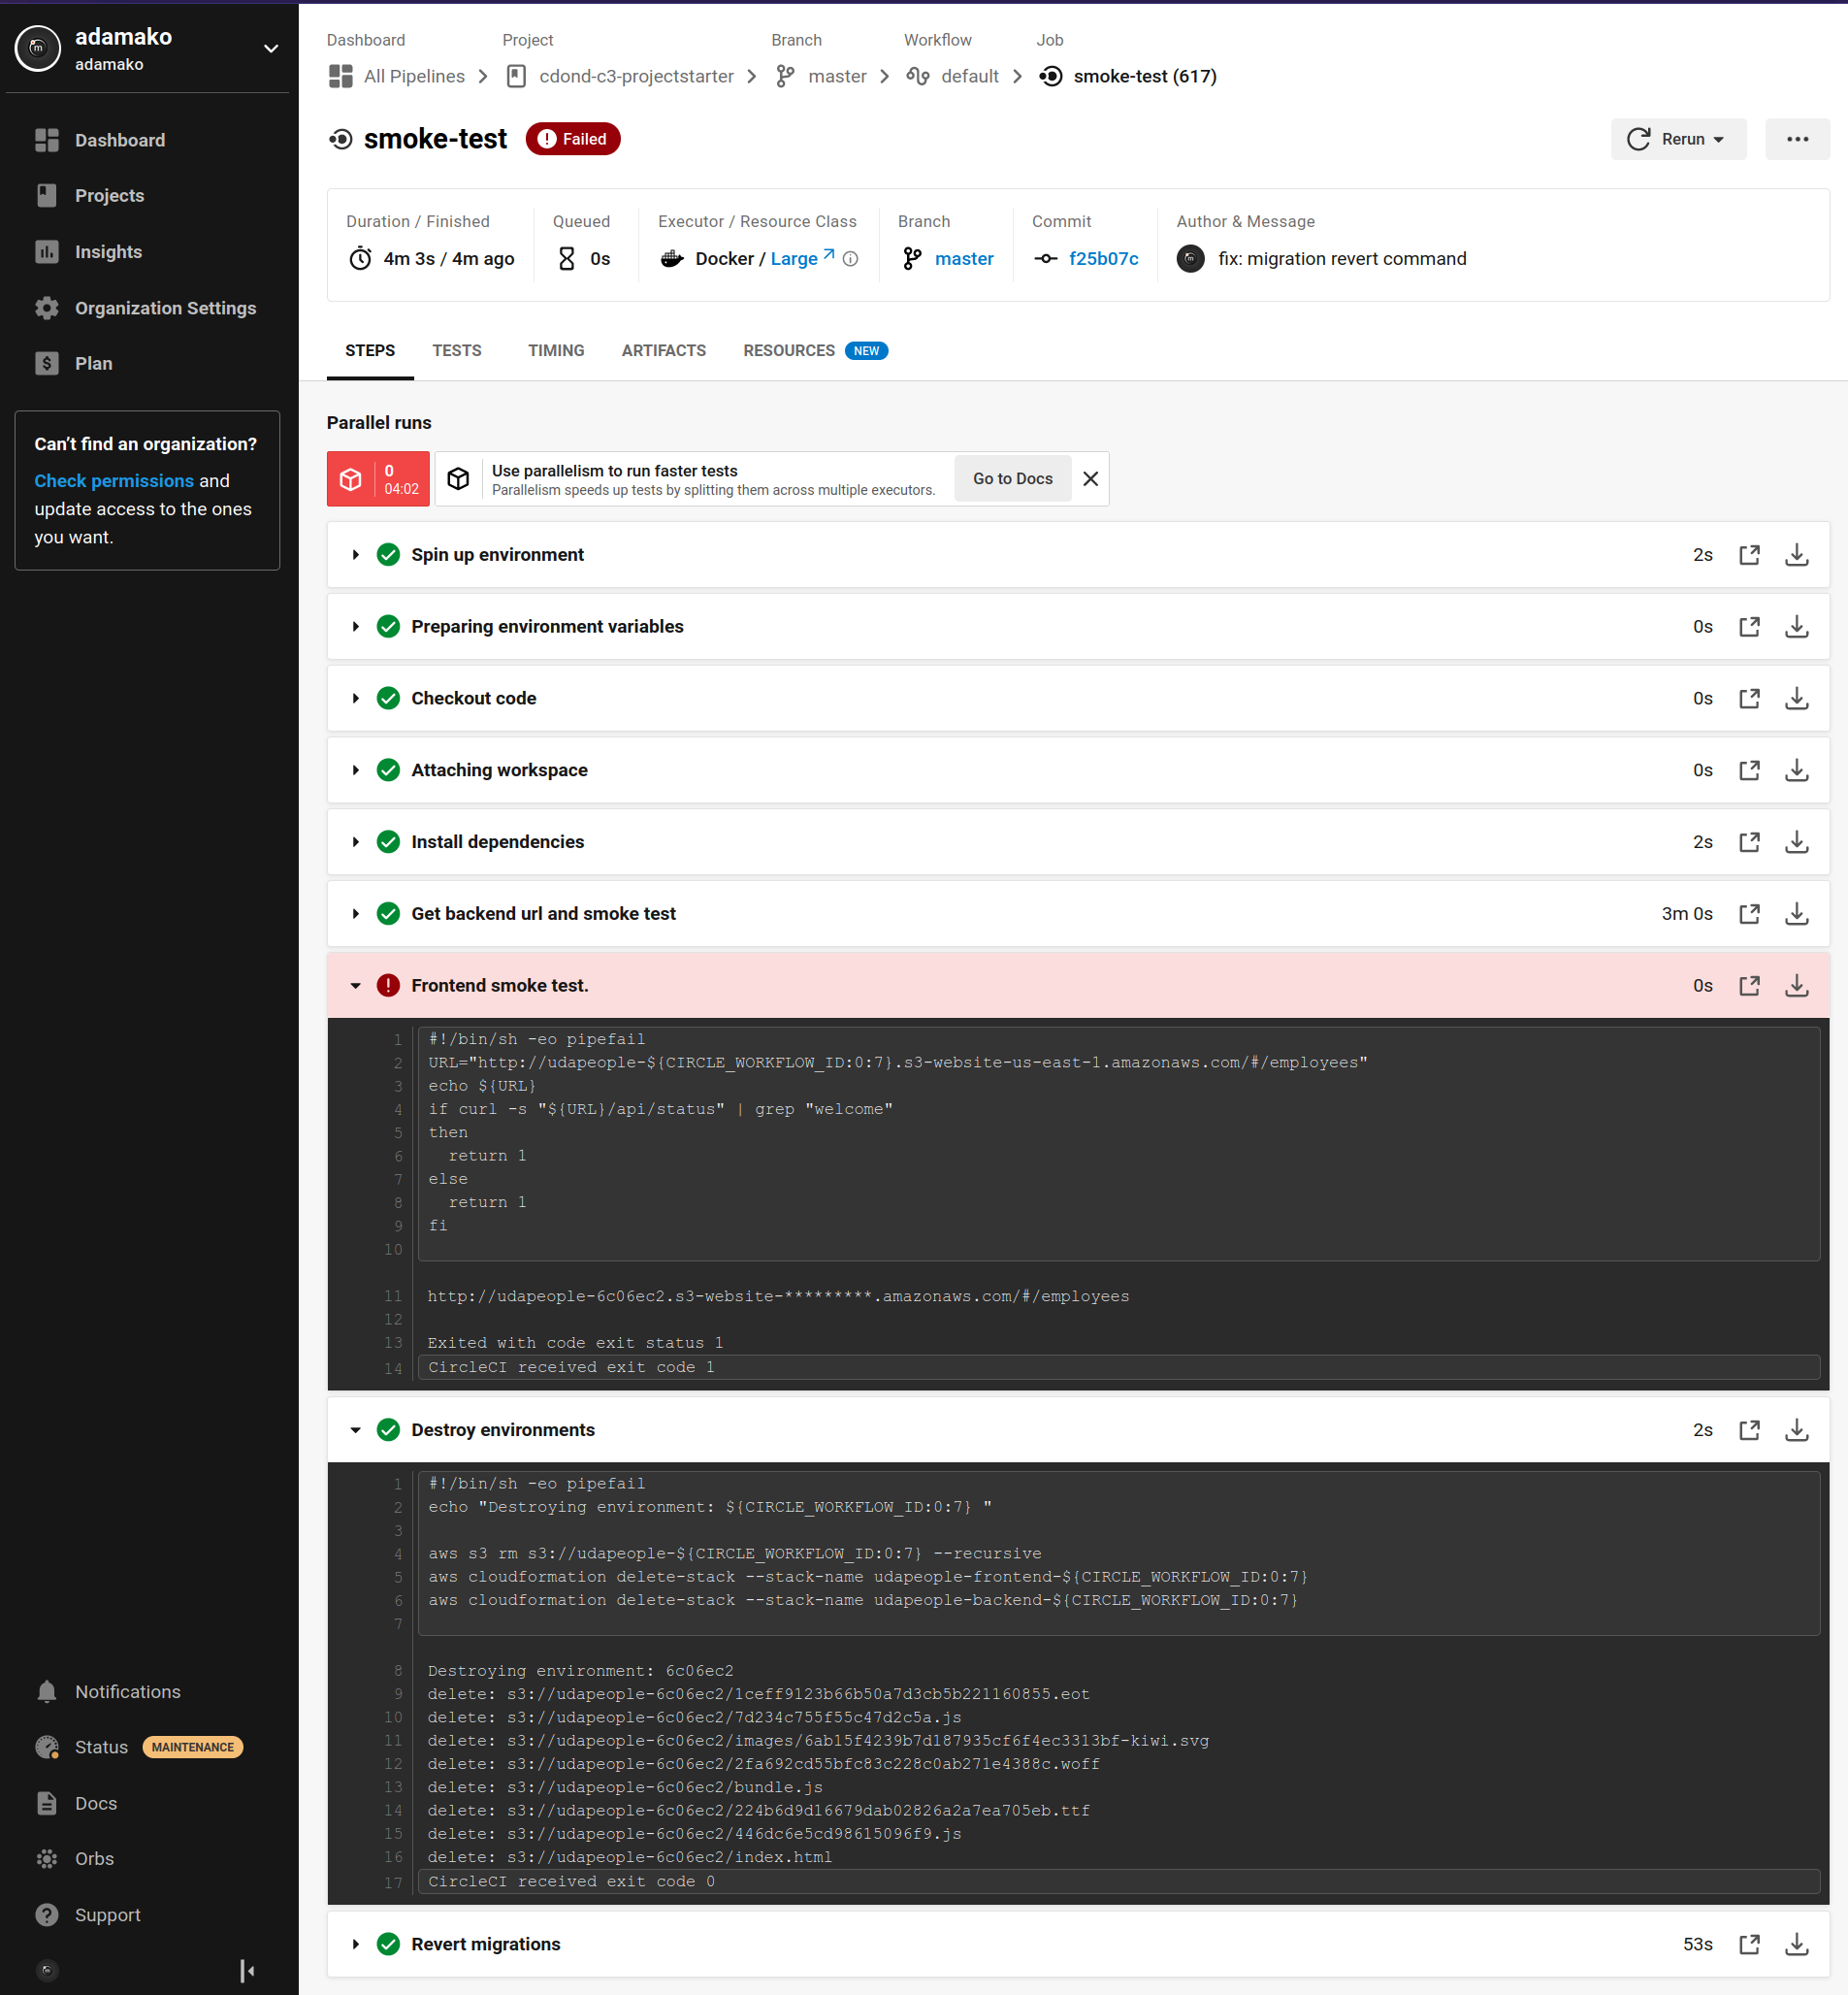 adamako
adamako
Dashboard
Projects
Insights
Organization Settings
Plan
Can't find an organization?
Check permissions and
update access to the ones
you want.
Notifications
Status MAINTENANCE
Docs
Orbs
Support
Dashboard Project Branch Workflow Job
All Pipelines cdond-c3-projectstarter master default smoke-test (617)
smoke-test Failed
Rerun
Duration / Finished Queued Executor / Resource Class Branch Commit Author & Message
4m 3s / 4m ago 0s Docker / Large master f25b07c fix: migration revert command
STEPS TESTS TIMING ARTIFACTS RESOURCES NEW
Parallel runs
0
04:02
Use parallelism to run faster tests
Parallelism speeds up tests by splitting them across multiple executors.
Go to Docs
Spin up environment 2s
Preparing environment variables 0s
Checkout code 0s
Attaching workspace 0s
Install dependencies 2s
Get backend url and smoke test 3m 0s
Frontend smoke test. 0s
1 #!/bin/sh -eo pipefail
2 URL="http://udapeople-${CIRCLE_WORKFLOW_ID:0:7}.s3-website-us-east-1.amazonaws.com/#/employees"
3 echo ${URL}
4 if curl -s "${URL}/api/status" | grep "welcome"
5 then
6 return 1
7 else
8 return 1
9 fi
10
11 http://udapeople-6c06ec2.s3-website-*********.amazonaws.com/#/employees
12
13 Exited with code exit status 1
14 CircleCI received exit code 1
Destroy environments 2s
1 #!/bin/sh -eo pipefail
2 echo "Destroying environment: ${CIRCLE_WORKFLOW_ID:0:7} "
3
4 aws s3 rm s3://udapeople-${CIRCLE_WORKFLOW_ID:0:7} --recursive
5 aws cloudformation delete-stack --stack-name udapeople-frontend-${CIRCLE_WORKFLOW_ID:0:7}
6 aws cloudformation delete-stack --stack-name udapeople-backend-${CIRCLE_WORKFLOW_ID:0:7}
7
8 Destroying environment: 6c06ec2
9 delete: s3://udapeople-6c06ec2/1ceff9123b66b50a7d3cb5b221160855.eot
10 delete: s3://udapeople-6c06ec2/7d234c755f55c47d2c5a.js
11 delete: s3://udapeople-6c06ec2/images/6ab15f4239b7d187935cf6f4ec3313bf-kiwi.svg
12 delete: s3://udapeople-6c06ec2/2fa692cd55bfc83c228c0ab271e4388c.woff
13 delete: s3://udapeople-6c06ec2/bundle.js
14 delete: s3://udapeople-6c06ec2/224b6d9d16679dab02826a2a7ea705eb.ttf
15 delete: s3://udapeople-6c06ec2/446dc6e5cd98615096f9.js
16 delete: s3://udapeople-6c06ec2/index.html
17 CircleCI received exit code 0
Revert migrations 53s